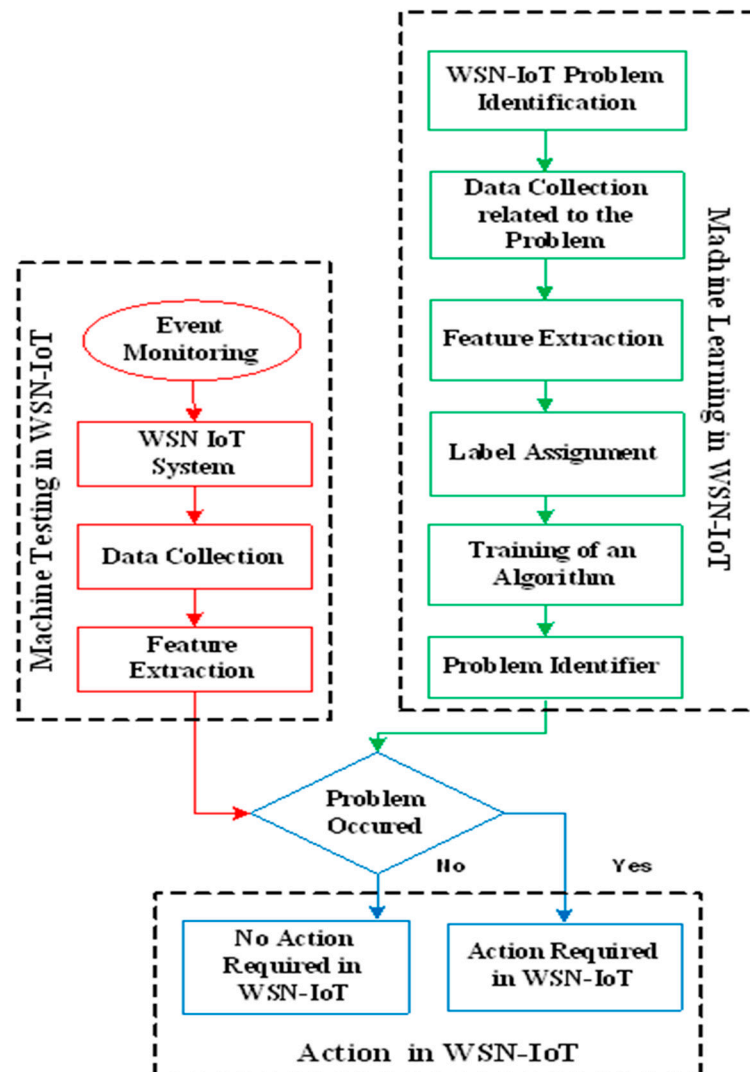 WSN-IoT Problem
Identification
Data Collection
related to the
Problem
Feature Extraction
Label Assignment
Training of an
Algorithm
Problem Identifier
Machine Learning in WSN-IoT
Event
Monitoring
WSN IoT
System
Data Collection
Feature
Extraction
Machine Testing in WSN-IoT
Problem
Occured
No
Yes
No Action
Required in
WSN-IoT
Action Required
in WSN-IoT
Action in WSN-IoT